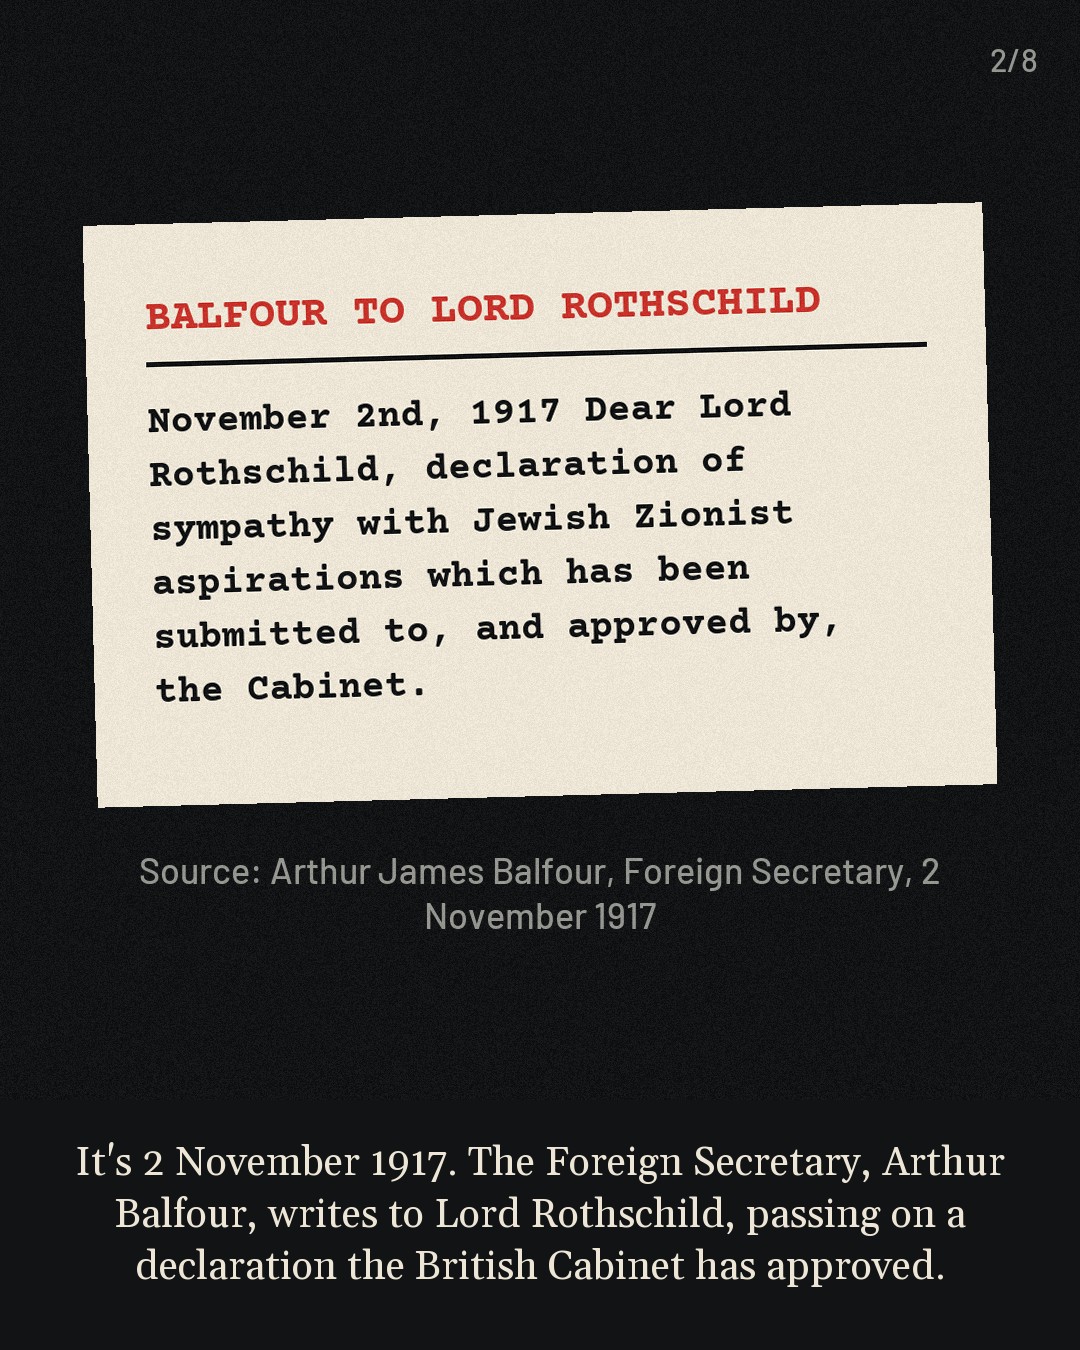 2/8
BALFOUR TO LORD ROTHSCHILD
November 2nd, 1917 Dear Lord
Rothschild, declaration of
sympathy with Jewish Zionist
aspirations which has been
submitted to, and approved by,
the Cabinet.
Source: Arthur James Balfour, Foreign Secretary, 2
November 1917
It's 2 November 1917. The Foreign Secretary, Arthur
Balfour, writes to Lord Rothschild, passing on a
declaration the British Cabinet has approved.